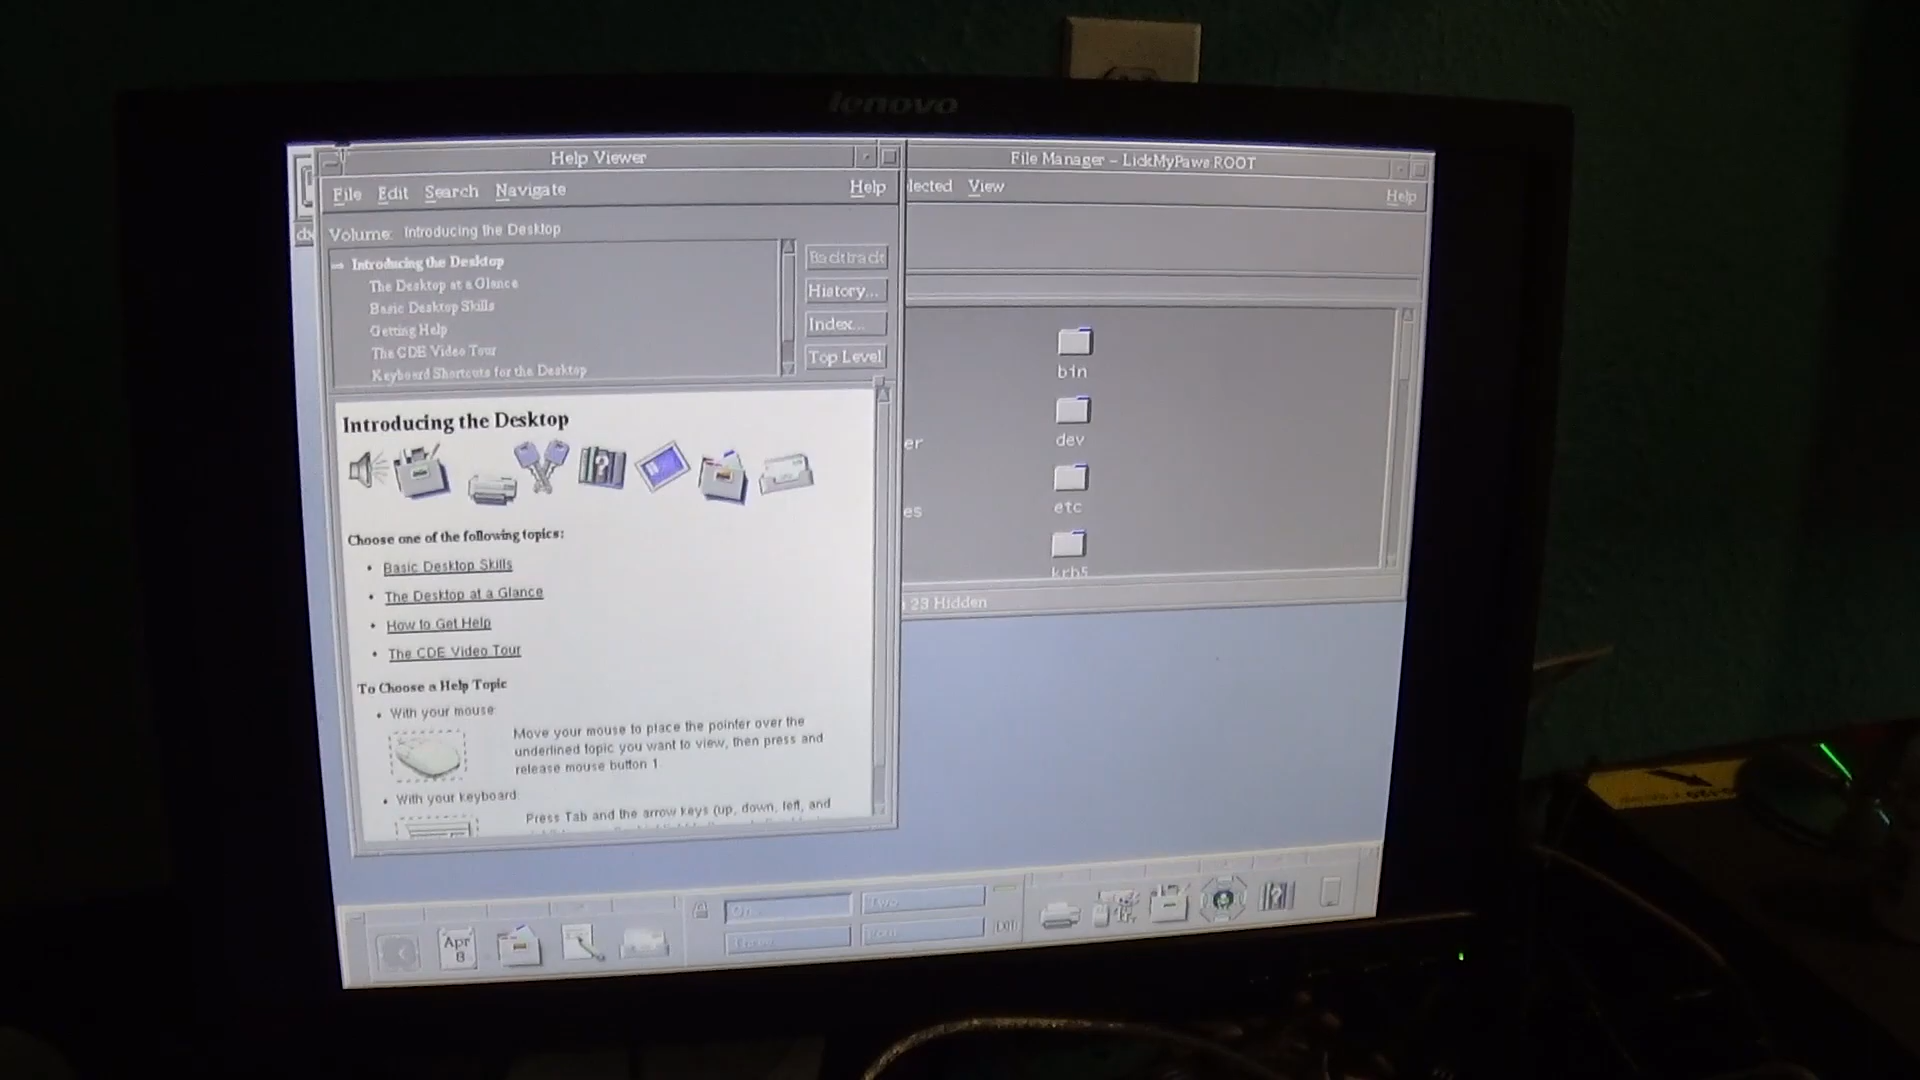 lenovo
Help Viewer
File Edit Search Navigate Help
Volume: Introducing the Desktop
Introducing the Desktop
The Desktop at a Glance
Basic Desktop Skills
Getting Help
The CDE Video Tour
Keyboard Shortcuts for the Desktop
Backtrack
History...
Index...
Top Level
Introducing the Desktop
Choose one of the following topics:
• Basic Desktop Skills
• The Desktop at a Glance
• How to Get Help
• The CDE Video Tour
To Choose a Help Topic
• With your mouse:
Move your mouse to place the pointer over the
underlined topic you want to view, then press and
release mouse button 1.
• With your keyboard:
Press Tab and the arrow keys (up, down, left, and
File Manager - LickMyPaws:ROOT
lected View Help
bin
er
dev
es
etc
krb5
23 Hidden
Apr
8
One
Two
EXIT